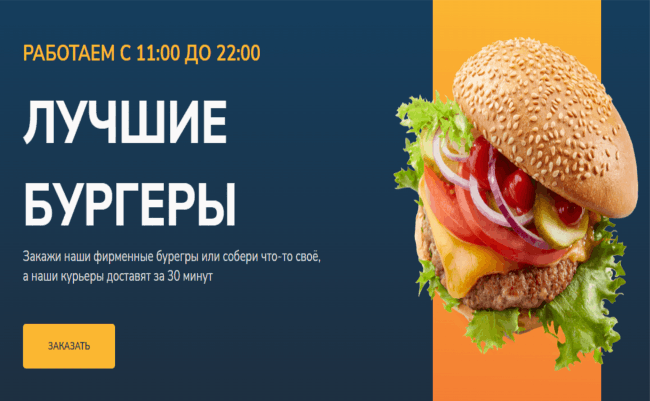 РАБОТАЕМ С 11:00 ДО 22:00
ЛУЧШИЕ
БУРГЕРЫ
Закажи наши фирменные бурегры или собери что-то своё,
а наши курьеры доставят за 30 минут
ЗАКАЗАТЬ